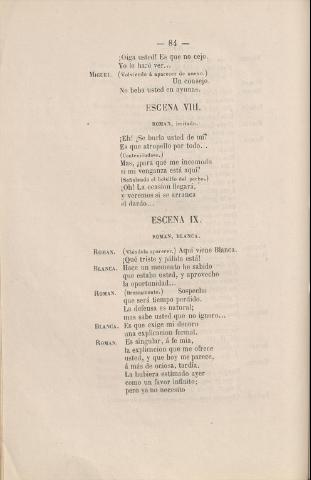 — 84 —
¡Oiga usted! Es que no cejo.
Yo le haré ver...
MIGUEL. (Volviendo á aparecer de nuevo.)
Un consejo.
No beba usted en ayunas.
ESCENA VIII.
ROMAN, irritado.
¡Eh! ¡Se burla usted de mí?
Es que atropello por todo...
(Conteniéndose.)
Mas, ¿para qué me incomoda
si mi venganza está aquí?
(Señalando el bolsillo del pecho.)
¡Oh! La ocasion llegará,
y veremos si se arranca
el dardo...
ESCENA IX.
ROMAN, BLANCA.
ROMAN. (Viéndola aparecer.) Aquí viene Blanca.
¡Qué triste y pálida está!
BLANCA. Hace un momento he sabido
que estaba usted, y aprovecho
la oportunidad...
ROMAN. (Bruscamente.) Sospecho
que será tiempo perdido.
La defensa es natural;
mas sabe usted que no ignoro...
BLANCA. Es que exige mi decoro
una explicacion formal.
ROMAN. Es singular, á fe mia,
la explicacion que me ofrece
usted, y que hoy me parece,
á más de ociosa, tardía.
La hubiera estimado ayer
como un favor infinito;
pero ya no necesito